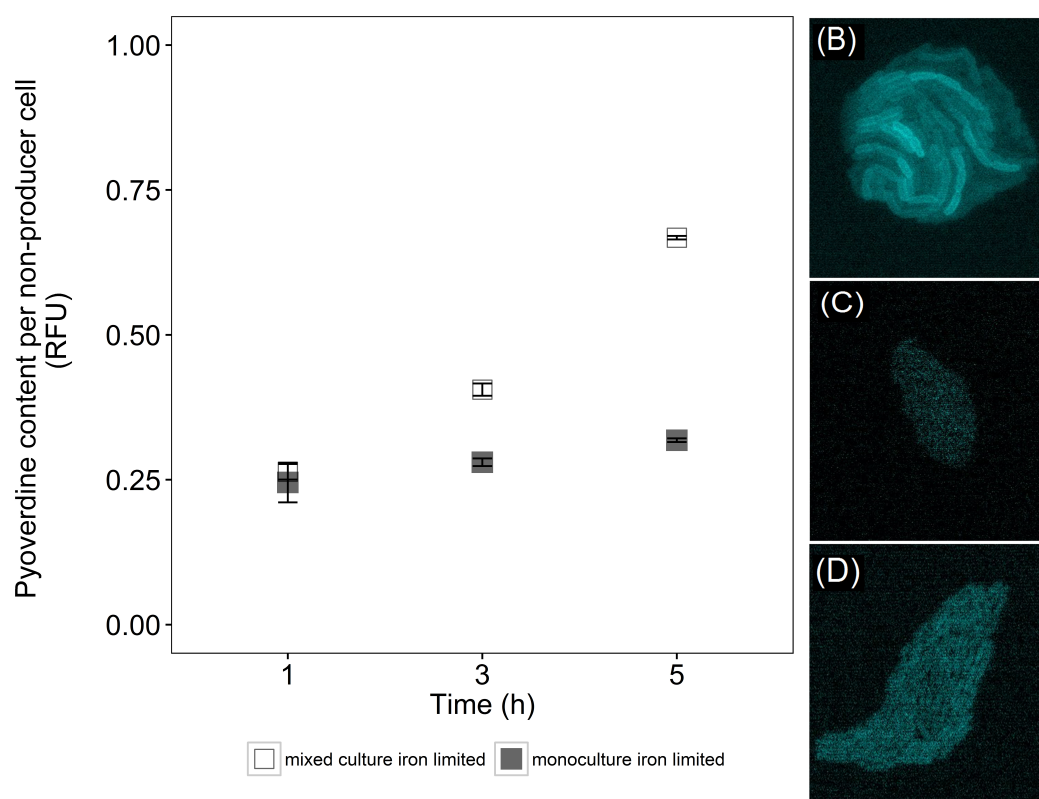 Pyoverdine content per non-producer cell
(RFU)
1.00
0.75
0.50
0.25
0.00
1 3 5
Time (h)
mixed culture iron limited monoculture iron limited
(B)
(C)
(D)